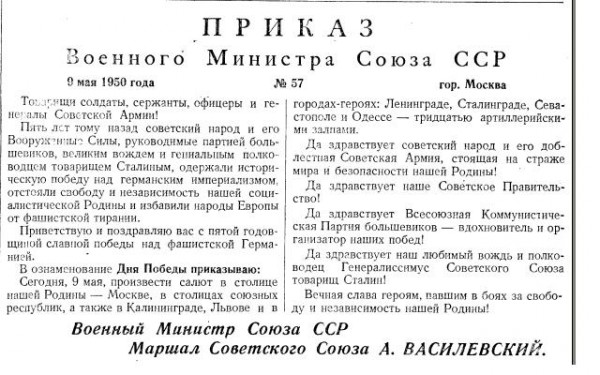 ПРИКАЗ
Военного Министра Союза ССР
9 мая 1950 года № 57 гор. Москва
Товарищи солдаты, сержанты, офицеры и ге-
нералы Советской Армии!
Пять лет тому назад советский народ и его
Вооруженные Силы, руководимые партией боль-
шевиков, великим вождем и гениальным полко-
водцем товарищем Сталиным, одержали историче-
скую победу над германским империализмом,
отстояли свободу и независимость нашей со-
циалистической Родины и избавили народы Европы
от фашистской тирании.
Приветствую и поздравляю вас с пятой годов-
щиной славной победы над фашистской Герма-
нией.
В ознаменование Дня Победы приказываю:
Сегодня, 9 мая, произвести салют в столице
нашей Родины — Москве, в столицах союзных
республик, а также в Калининграде, Львове и в
городах-героях: Ленинграде, Сталинграде, Сева-
стополе и Одессе — тридцатью артиллерийски-
ми залпами.
Да здравствует советский народ и его доб-
лестная Советская Армия, стоящая на страже
мира и безопасности нашей Родины!
Да здравствует наше Советское Правитель-
ство!
Да здравствует Всесоюзная Коммунистиче-
ская Партия большевиков — вдохновитель и ор-
ганизатор наших побед!
Да здравствует наш любимый вождь и полко-
водец Генералиссимус Советского Союза
товарищ Сталин!
Вечная слава героям, павшим в боях за свобо-
ду и независимость нашей Родины!
Военный Министр Союза ССР
Маршал Советского Союза А. ВАСИЛЕВСКИЙ.